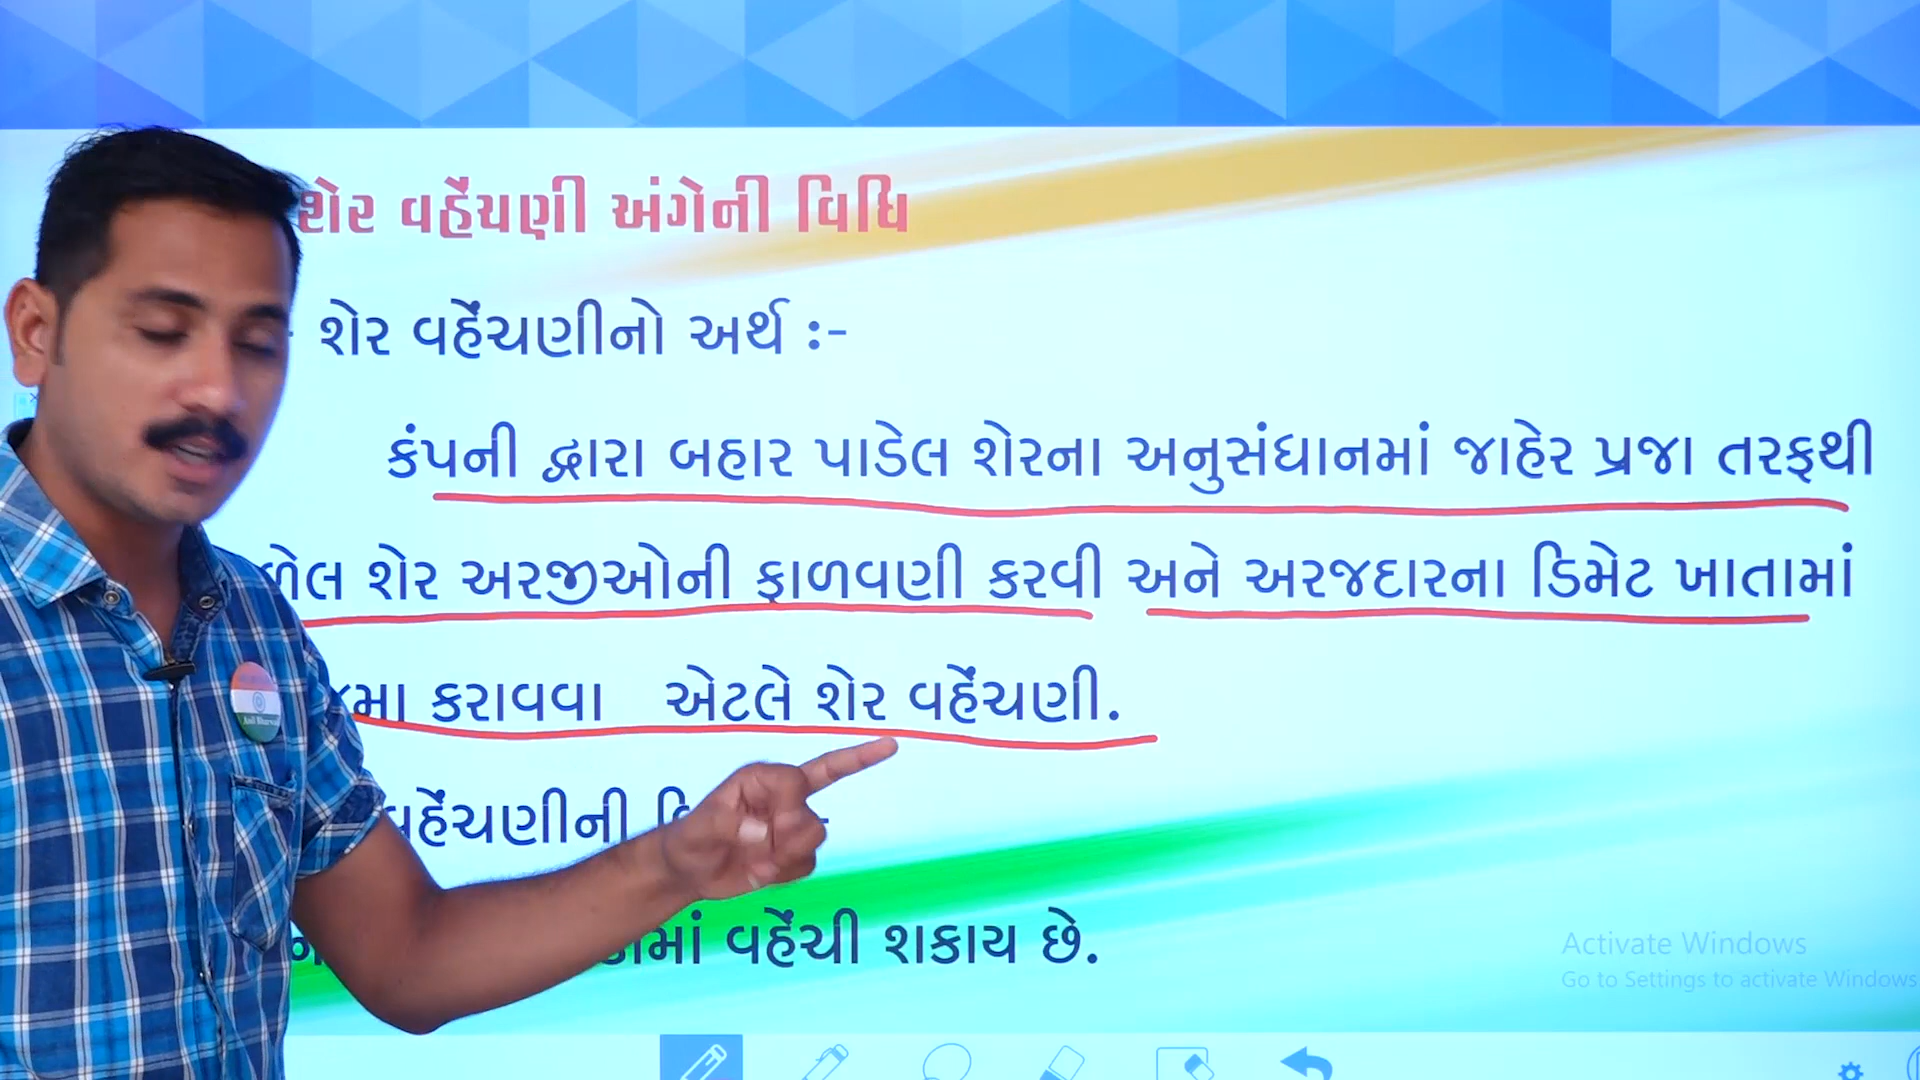 શેર વહેંચણી અંગેની વિધિ
શેર વહેંચણીનો અર્થ :-
કંપની દ્વારા બહાર પાડેલ શેરના અનુસંધાનમાં જાહેર પ્રજા તરફથી
શેર અરજીઓની ફાળવણી કરવી અને અરજદારના ડિમેટ ખાતામાં
કરાવવા એટલે શેર વહેંચણી.
વહેંચણીની
વહેંચી શકાય છે.
Activate Windows
Go to Settings to activate Windows